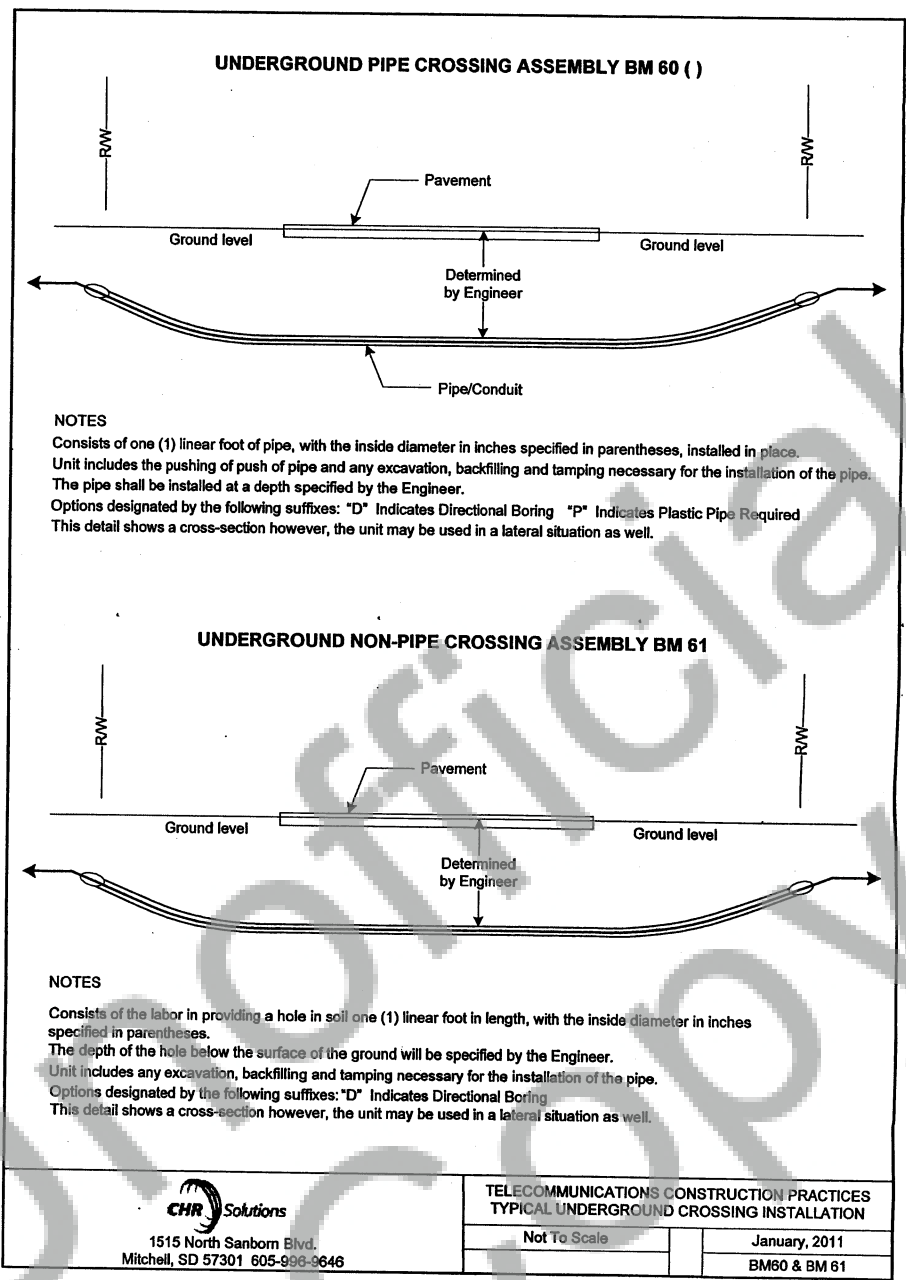 UNDERGROUND PIPE CROSSING ASSEMBLY BM 60 ( )
R/W
R/W
Pavement
Ground level
Ground level
Determined
by Engineer
Pipe/Conduit
NOTES
Consists of one (1) linear foot of pipe, with the inside diameter in inches specified in parentheses, installed in place.
Unit includes the pushing of push of pipe and any excavation, backfilling and tamping necessary for the installation of the pipe.
The pipe shall be installed at a depth specified by the Engineer.
Options designated by the following suffixes: "D" Indicates Directional Boring "P" Indicates Plastic Pipe Required
This detail shows a cross-section however, the unit may be used in a lateral situation as well.
UNDERGROUND NON-PIPE CROSSING ASSEMBLY BM 61
R/W
R/W
Pavement
Ground level
Ground level
Determined
by Engineer
NOTES
Consists of the labor in providing a hole in soil one (1) linear foot in length, with the inside diameter in inches
specified in parentheses.
The depth of the hole below the surface of the ground will be specified by the Engineer.
Unit includes any excavation, backfilling and tamping necessary for the installation of the pipe.
Options designated by the following suffixes: "D" Indicates Directional Boring
This detail shows a cross-section however, the unit may be used in a lateral situation as well.
CHR Solutions
1515 North Sanborn Blvd.
Mitchell, SD 57301 605-996-9646
TELECOMMUNICATIONS CONSTRUCTION PRACTICES
TYPICAL UNDERGROUND CROSSING INSTALLATION
Not To Scale
January, 2011
BM60 & BM 61
Unofficial
Copy